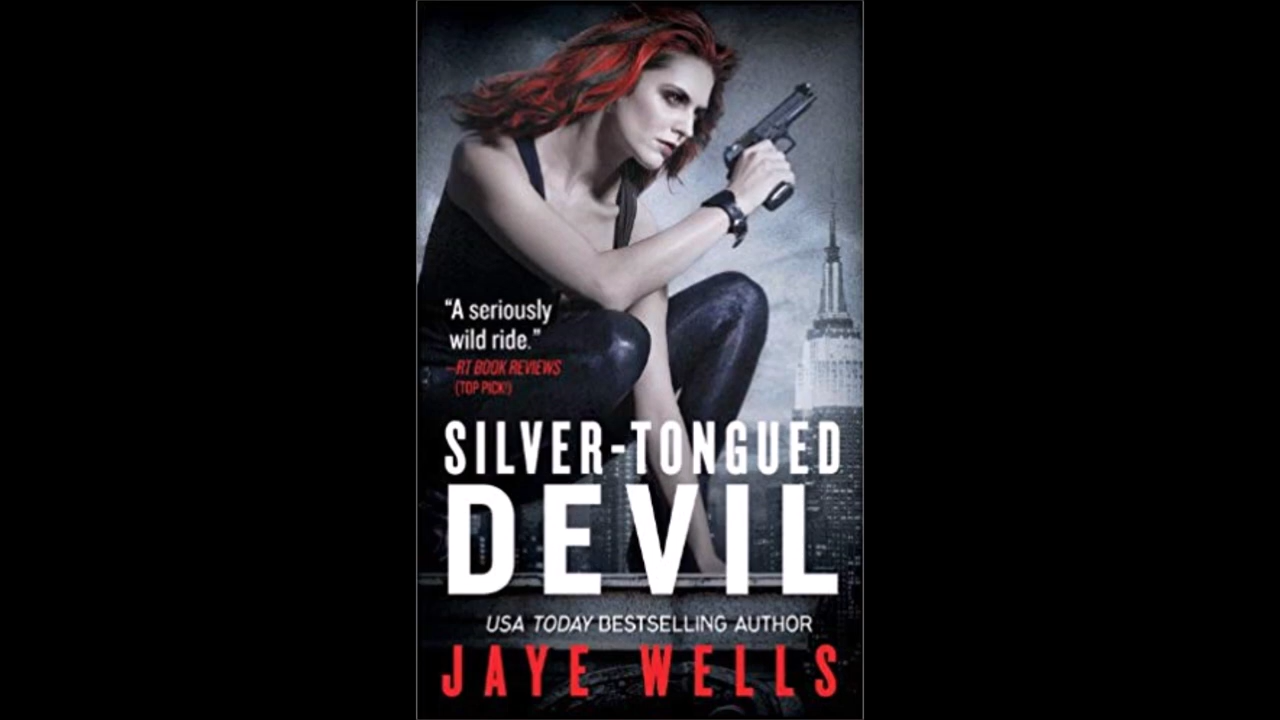 “A seriously
wild ride.”
—RT BOOK REVIEWS
(TOP PICK!)
SILVER-TONGUED
DEVIL
USA TODAY BESTSELLING AUTHOR
JAYE WELLS